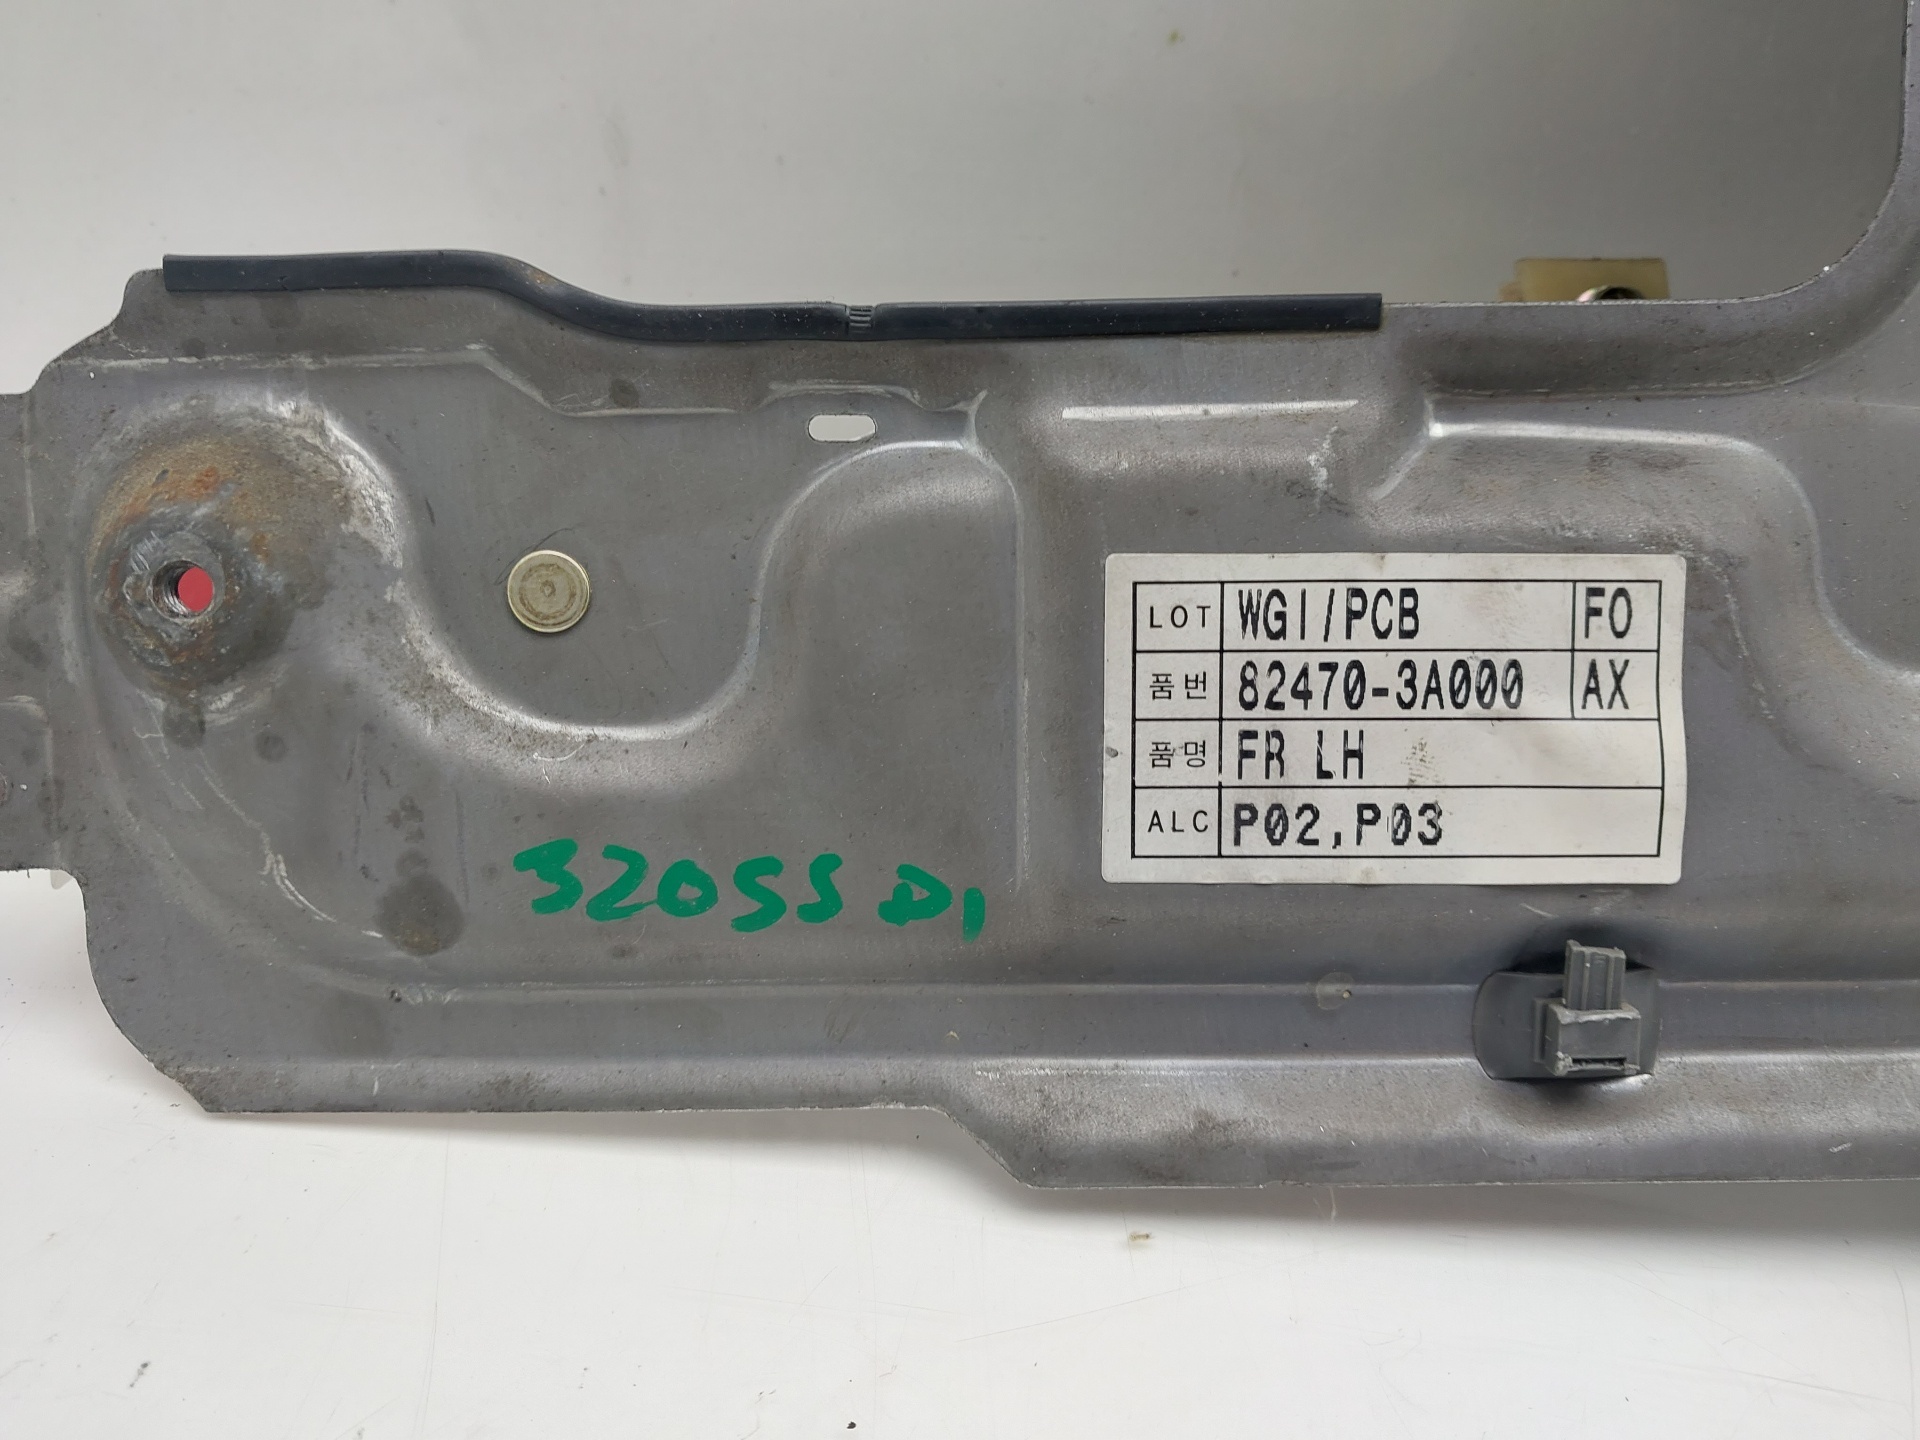 LOT WGI/PCB FO
품번 82470-3A000 AX
품명 FR LH
ALC P02,P03
32055 D1